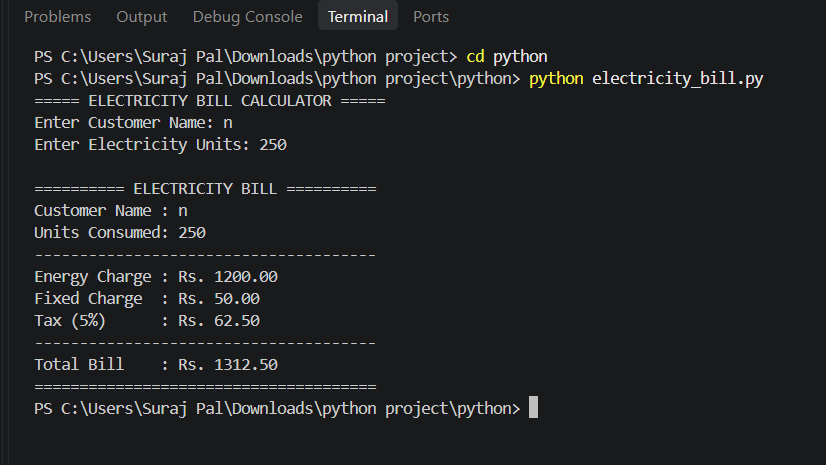 Problems Output Debug Console Terminal Ports
PS C:\Users\Suraj Pal\Downloads\python project> cd python
PS C:\Users\Suraj Pal\Downloads\python project\python> python electricity_bill.py
===== ELECTRICITY BILL CALCULATOR =====
Enter Customer Name: n
Enter Electricity Units: 250

========== ELECTRICITY BILL ==========
Customer Name : n
Units Consumed: 250
--------------------------------------
Energy Charge : Rs. 1200.00
Fixed Charge  : Rs. 50.00
Tax (5%)      : Rs. 62.50
--------------------------------------
Total Bill    : Rs. 1312.50
======================================
PS C:\Users\Suraj Pal\Downloads\python project\python>